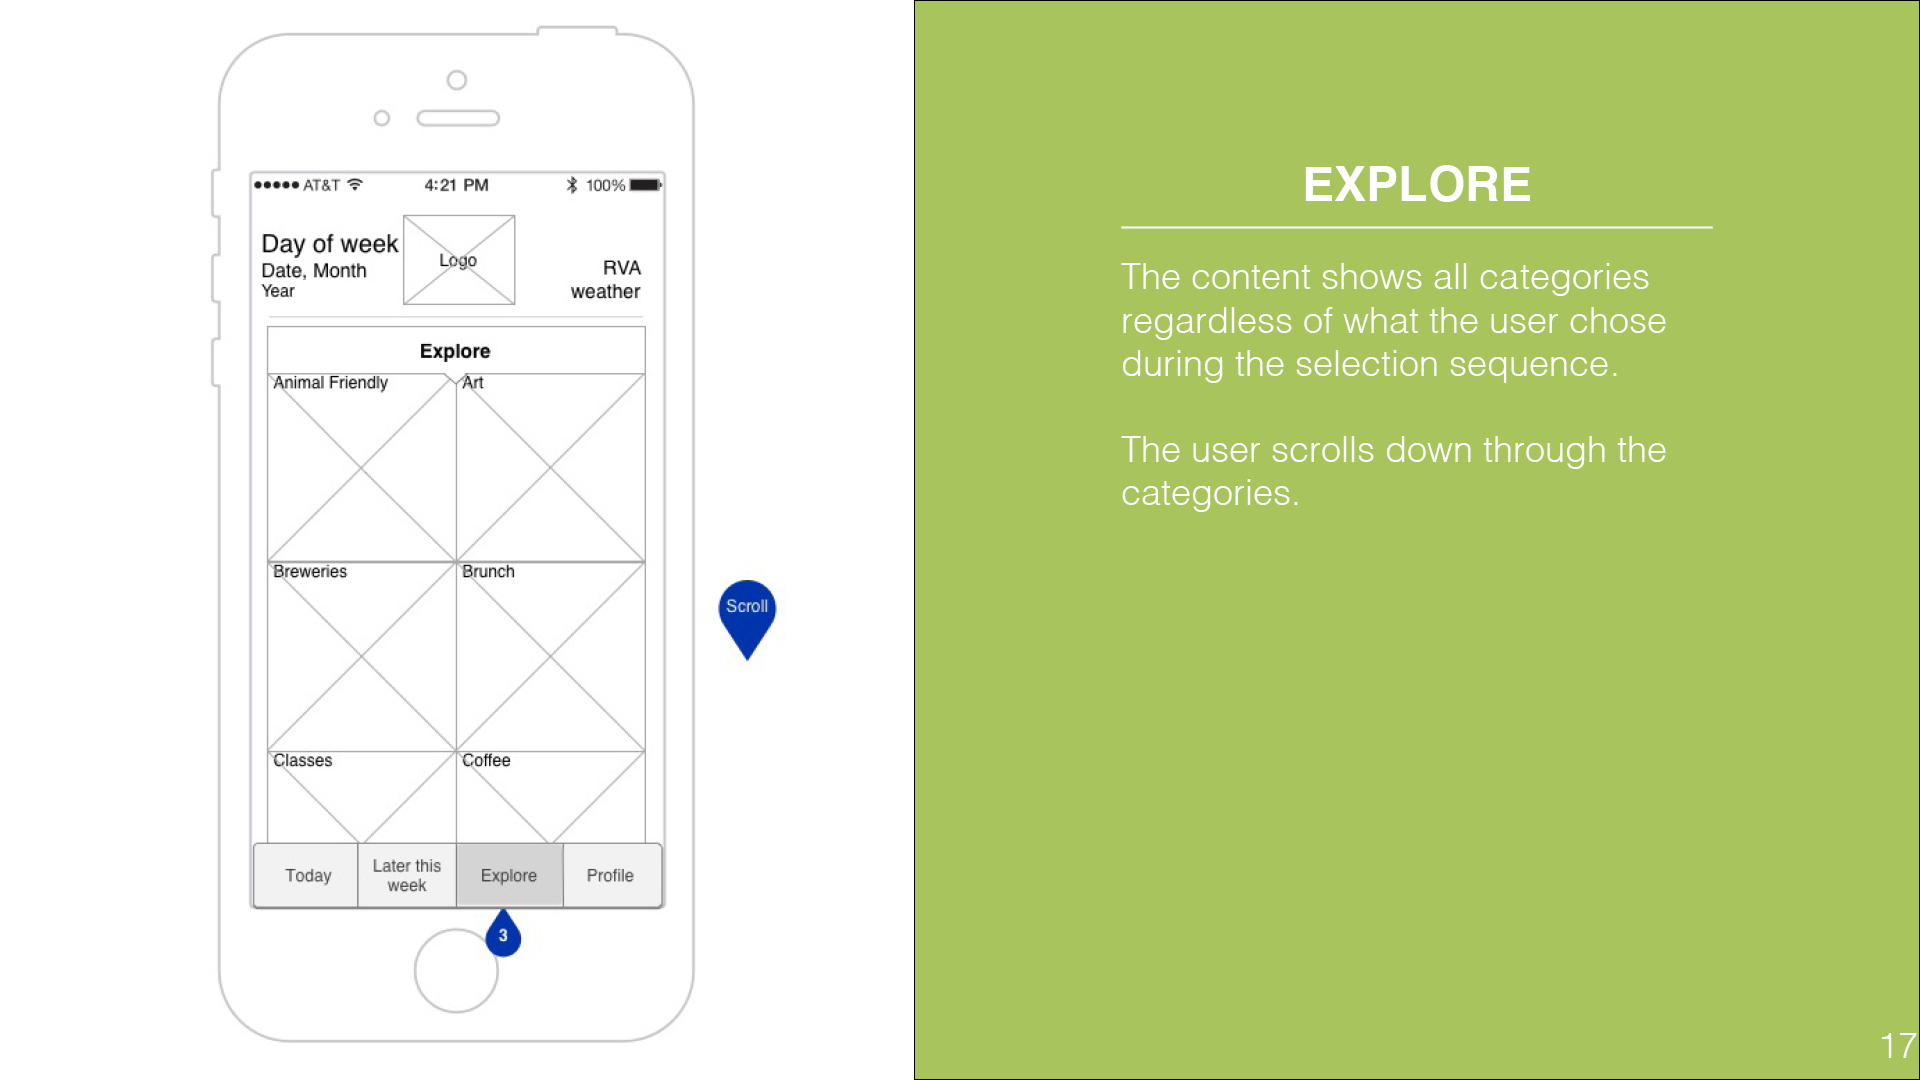 AT&T
4:21 PM
100%
Day of week
Date, Month
Year
Logo
RVA
weather
Explore
Animal Friendly
Art
Breweries
Brunch
Classes
Coffee
Today
Later this
week
Explore
Profile
3
Scroll
EXPLORE
The content shows all categories
regardless of what the user chose
during the selection sequence.
The user scrolls down through the
categories.
17